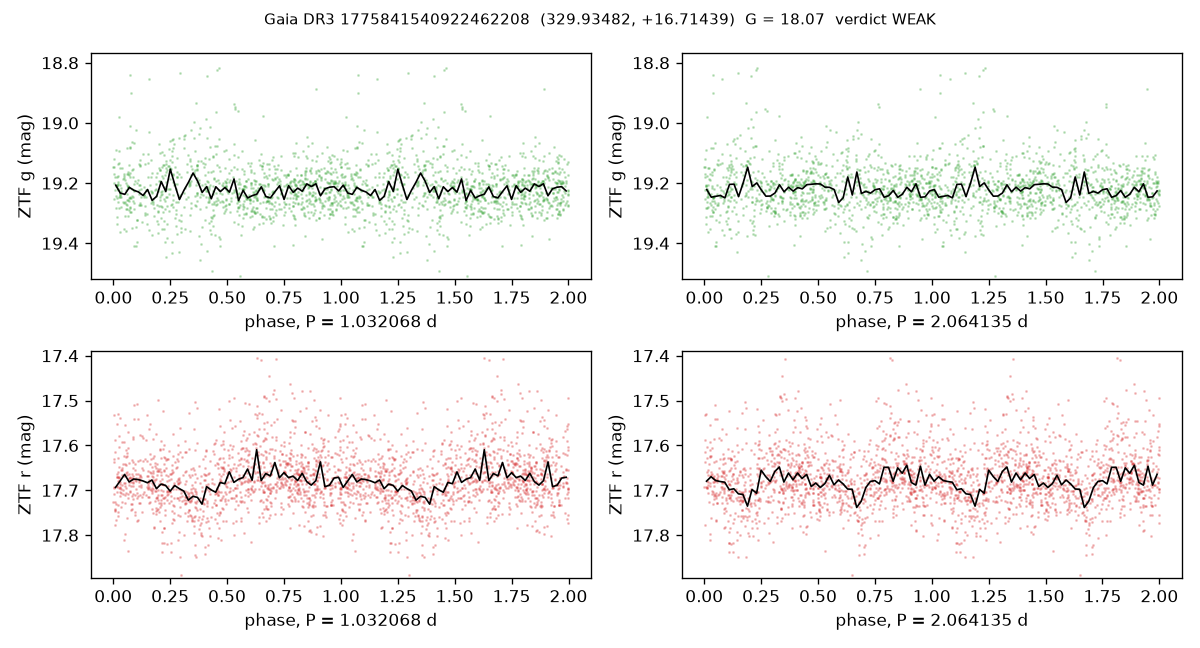 Gaia DR3 1775841540922462208  (329.93482, +16.71439)  G = 18.07  verdict WEAK
ZTF g (mag)
18.8
19.0
19.2
19.4
0.00 0.25 0.50 0.75 1.00 1.25 1.50 1.75 2.00
phase, P = 1.032068 d
ZTF g (mag)
18.8
19.0
19.2
19.4
0.00 0.25 0.50 0.75 1.00 1.25 1.50 1.75 2.00
phase, P = 2.064135 d
ZTF r (mag)
17.4
17.5
17.6
17.7
17.8
0.00 0.25 0.50 0.75 1.00 1.25 1.50 1.75 2.00
phase, P = 1.032068 d
ZTF r (mag)
17.4
17.5
17.6
17.7
17.8
0.00 0.25 0.50 0.75 1.00 1.25 1.50 1.75 2.00
phase, P = 2.064135 d